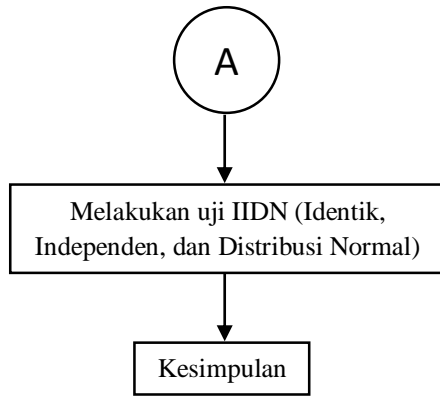 A
Melakukan uji IIDN (Identik,
Independen, dan Distribusi Normal)
Kesimpulan